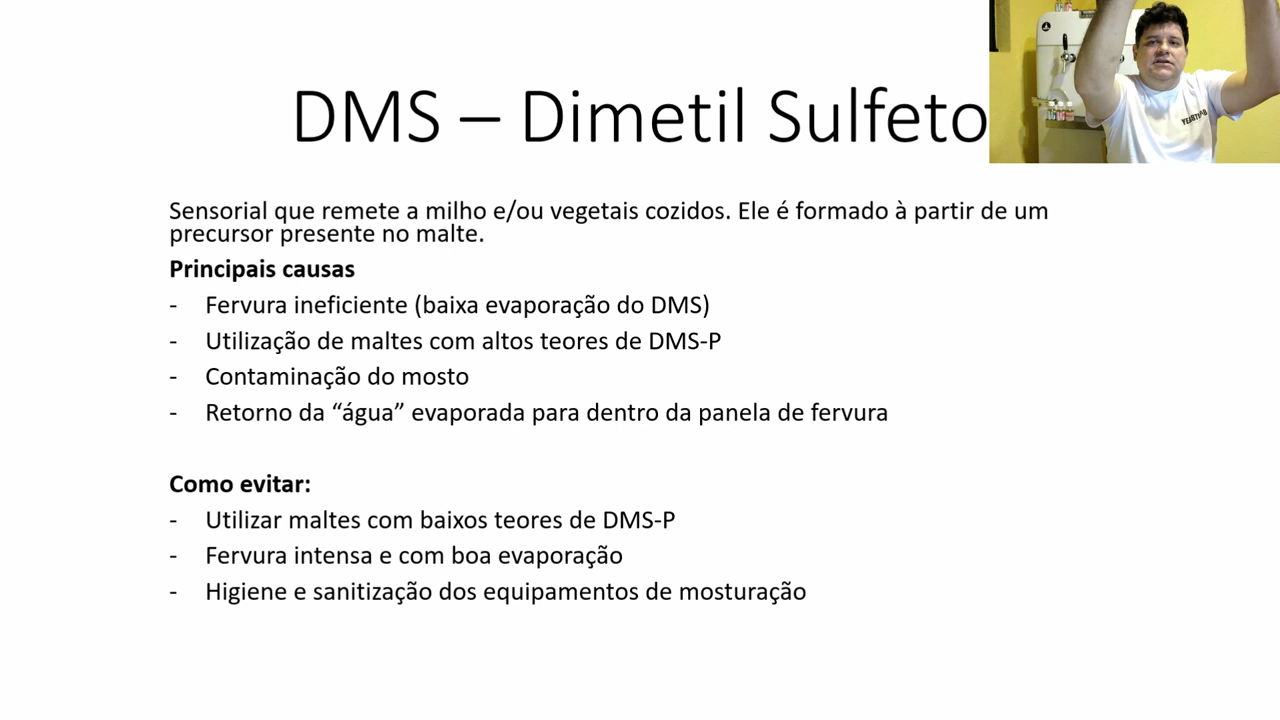 DMS – Dimetil Sulfeto
Sensorial que remete a milho e/ou vegetais cozidos. Ele é formado à partir de um
precursor presente no malte.
Principais causas
- Fervura ineficiente (baixa evaporação do DMS)
- Utilização de maltes com altos teores de DMS-P
- Contaminação do mosto
- Retorno da “água” evaporada para dentro da panela de fervura
Como evitar:
- Utilizar maltes com baixos teores de DMS-P
- Fervura intensa e com boa evaporação
- Higiene e sanitização dos equipamentos de mosturação